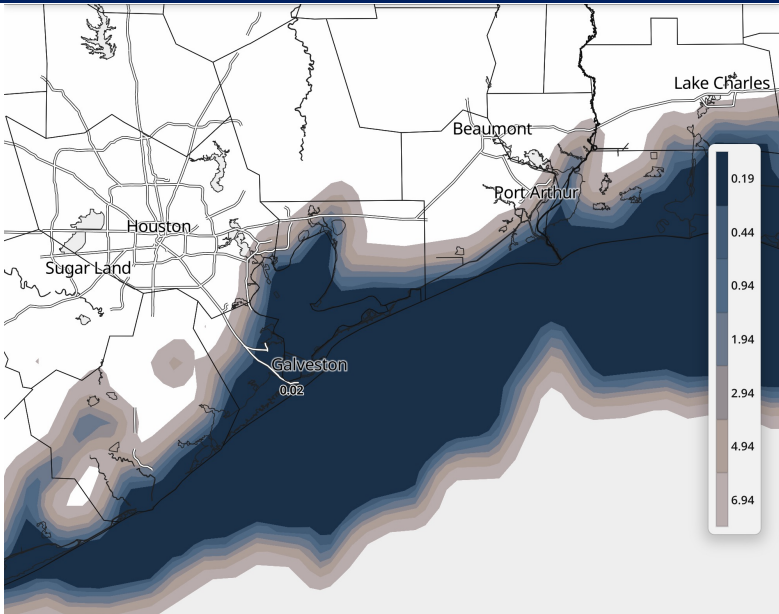 Lake Charles
Beaumont
0.19
Port Arthur
Houston
0.44
Sugar Land
0.94
1.94
Galveston
0.02
2.94
4.94
6.94